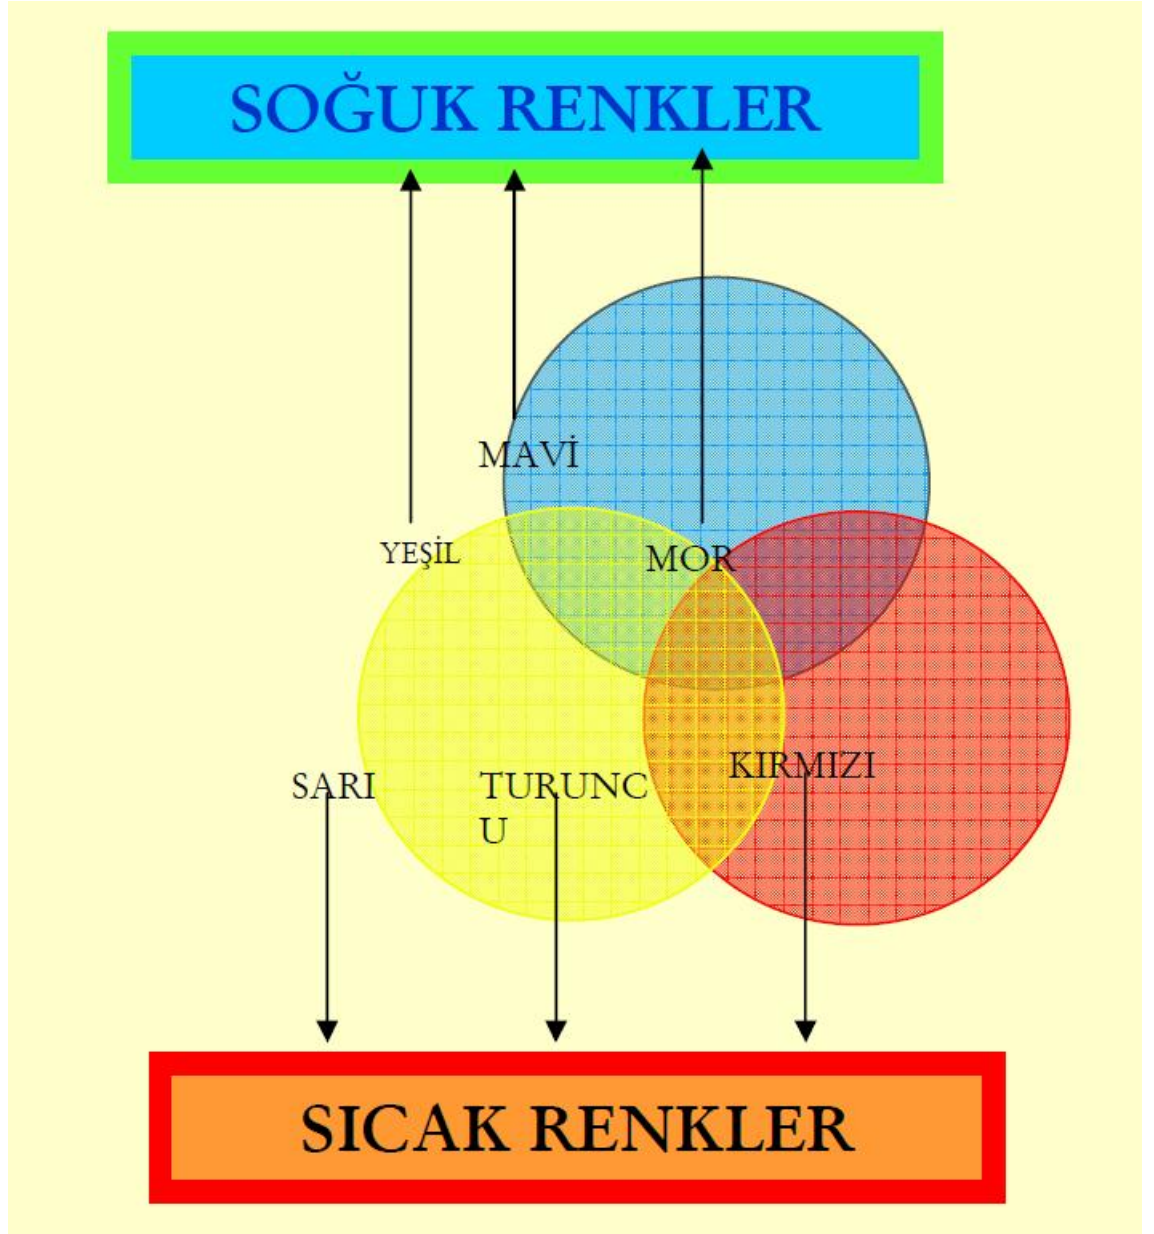 SOĞUK RENKLER
MAVİ
YEŞİL
MOR
KIRMIZI
SARI
TURUNC
U
SICAK RENKLER